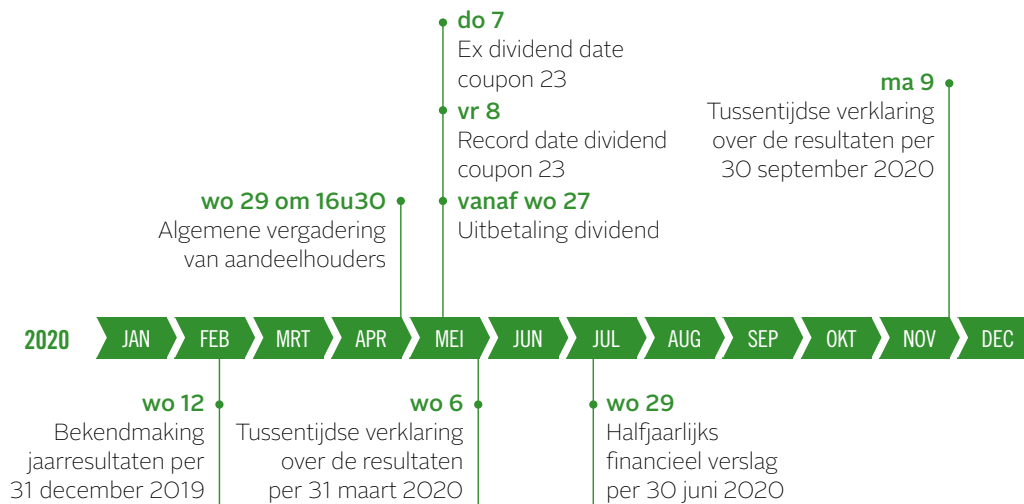 do 7
Ex dividend date
coupon 23
vr 8
Record date dividend
coupon 23
vanaf wo 27
Uitbetaling dividend
ma 9
Tussentijdse verklaring
over de resultaten per
30 september 2020
wo 29 om 16u30
Algemene vergadering
van aandeelhouders
2020 JAN FEB MRT APR MEI JUN JUL AUG SEP OKT NOV DEC
wo 12
Bekendmaking
jaarresultaten per
31 december 2019
wo 6
Tussentijdse verklaring
over de resultaten
per 31 maart 2020
wo 29
Halfjaarlijks
financieel verslag
per 30 juni 2020